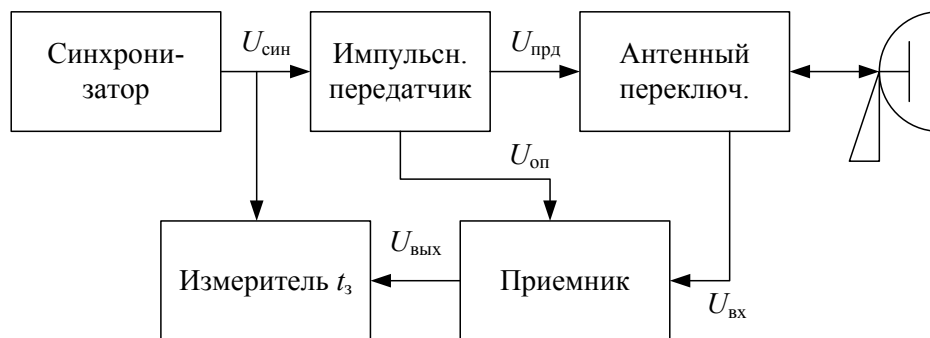 Синхрони-
затор
Uсин
Импульсн.
передатчик
Uпрд
Антенный
переключ.
Uоп
Измеритель tз
Uвых
Приемник
Uвх